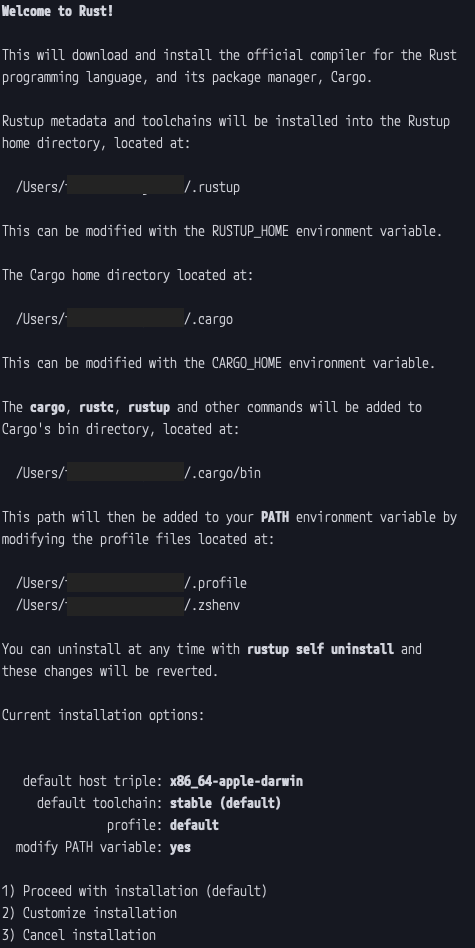 Welcome to Rust!
This will download and install the official compiler for the Rust
programming language, and its package manager, Cargo.
Rustup metadata and toolchains will be installed into the Rustup
home directory, located at:
/Users/ /.rustup
This can be modified with the RUSTUP_HOME environment variable.
The Cargo home directory located at:
/Users/ /.cargo
This can be modified with the CARGO_HOME environment variable.
The cargo, rustc, rustup and other commands will be added to
Cargo's bin directory, located at:
/Users/ /.cargo/bin
This path will then be added to your PATH environment variable by
modifying the profile files located at:
/Users/ /.profile
/Users/ /.zshenv
You can uninstall at any time with rustup self uninstall and
these changes will be reverted.
Current installation options:
default host triple: x86_64-apple-darwin
default toolchain: stable (default)
profile: default
modify PATH variable: yes
1) Proceed with installation (default)
2) Customize installation
3) Cancel installation